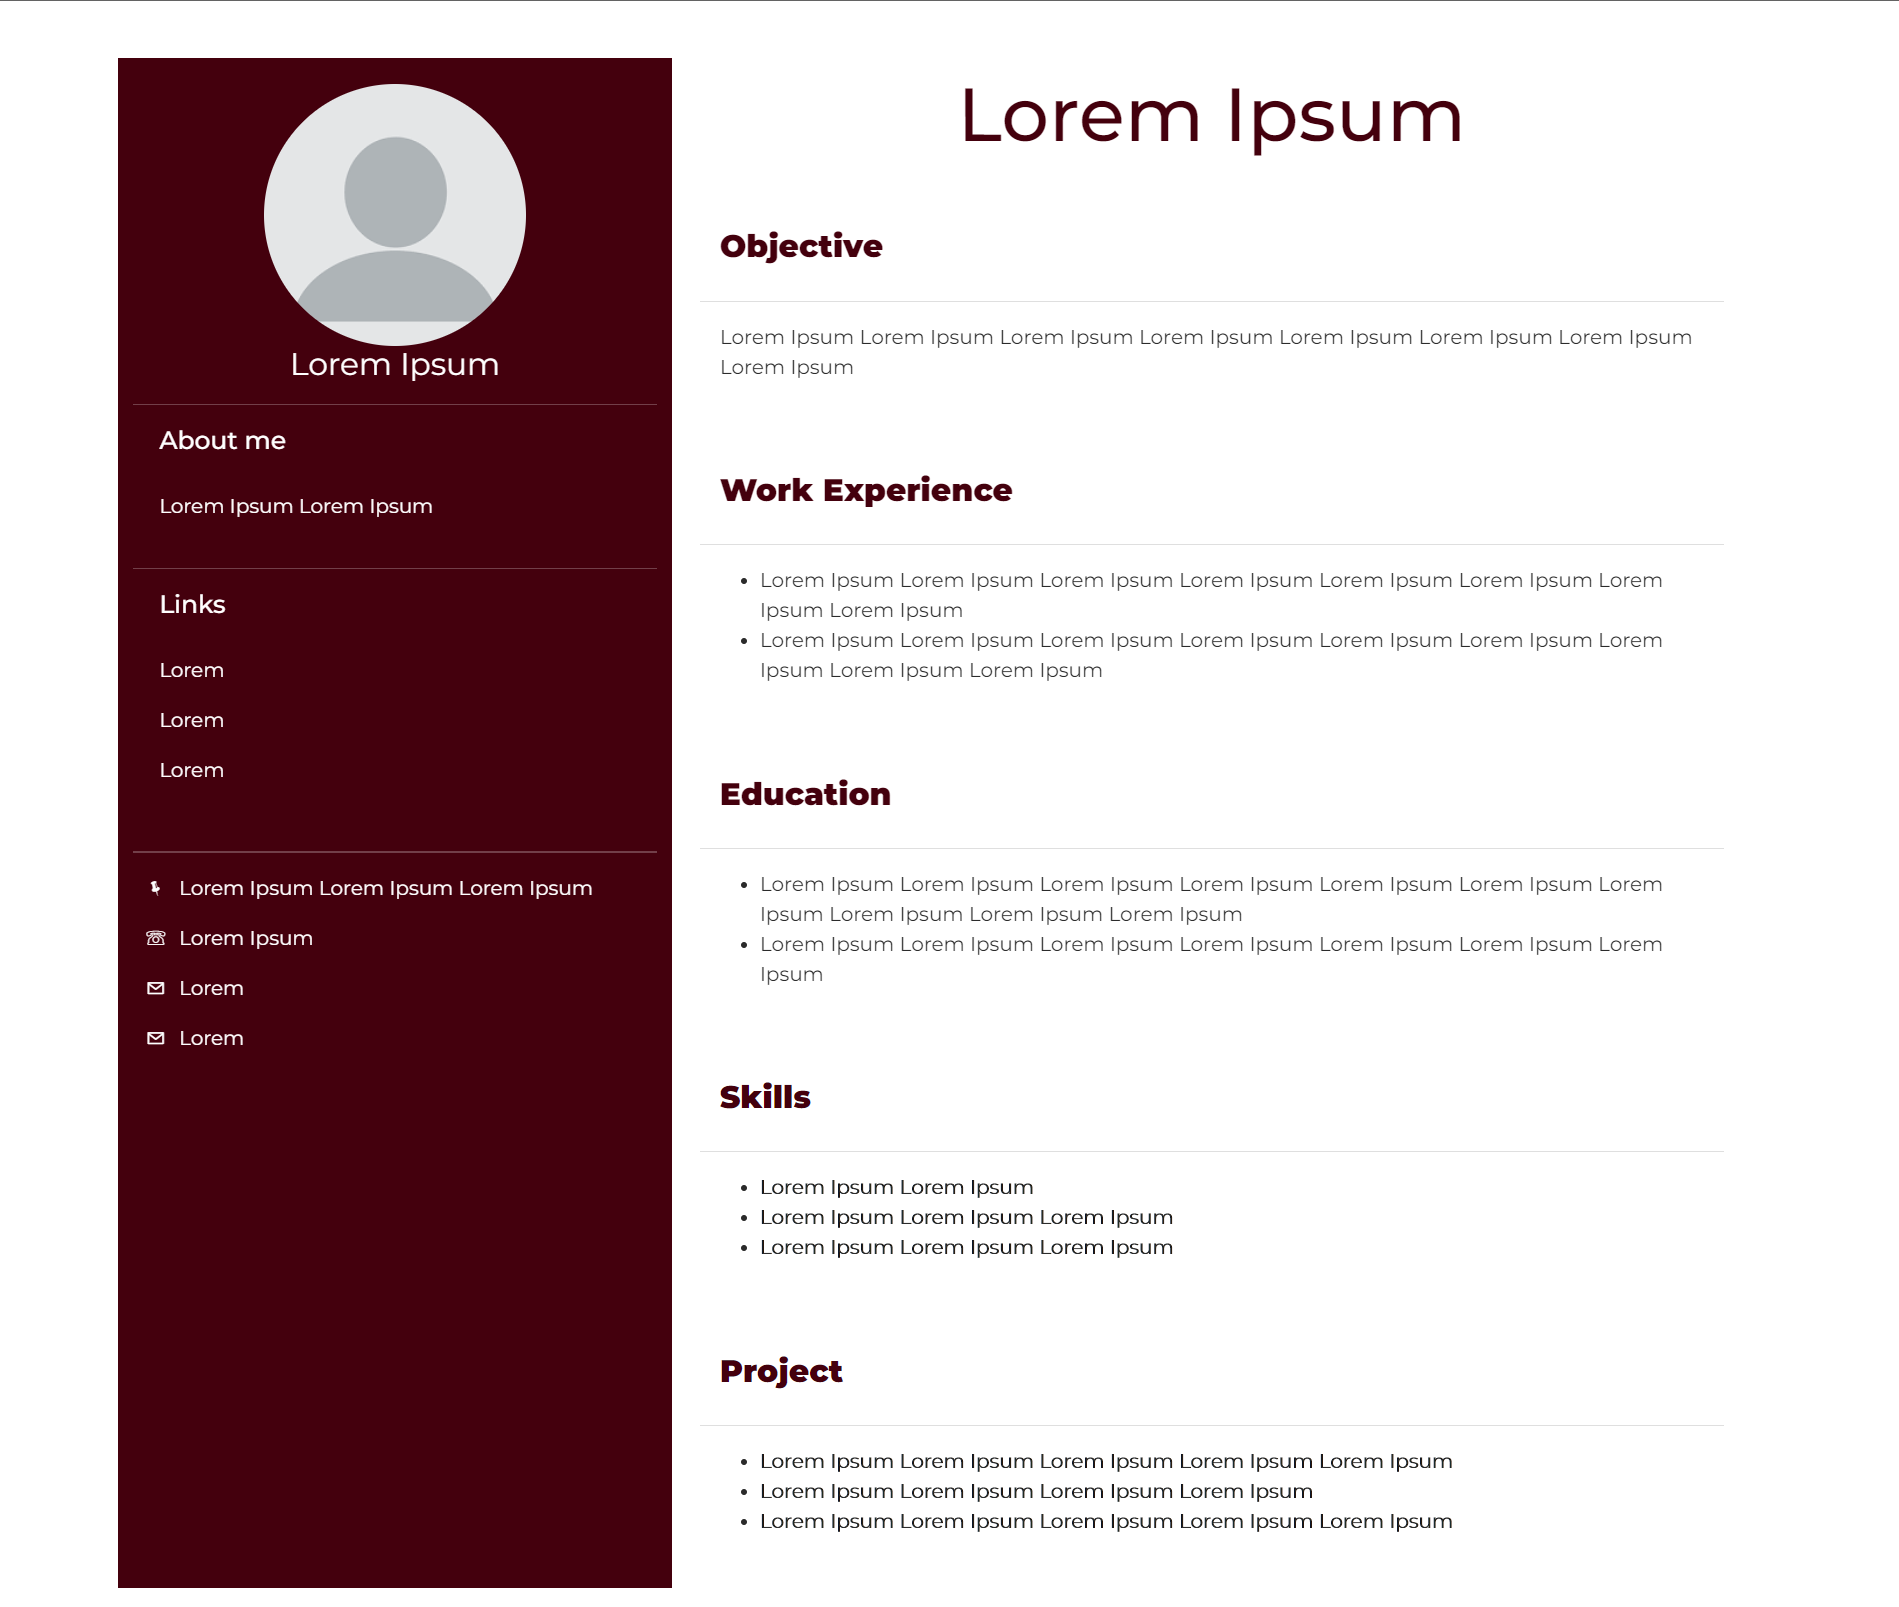 Lorem Ipsum
About me
Lorem Ipsum Lorem Ipsum
Links
Lorem
Lorem
Lorem
Lorem Ipsum Lorem Ipsum Lorem Ipsum
Lorem Ipsum
Lorem
Lorem
Lorem Ipsum
Objective
Lorem Ipsum Lorem Ipsum Lorem Ipsum Lorem Ipsum Lorem Ipsum Lorem Ipsum Lorem Ipsum
Lorem Ipsum
Work Experience
• Lorem Ipsum Lorem Ipsum Lorem Ipsum Lorem Ipsum Lorem Ipsum Lorem Ipsum Lorem
Ipsum Lorem Ipsum
• Lorem Ipsum Lorem Ipsum Lorem Ipsum Lorem Ipsum Lorem Ipsum Lorem Ipsum Lorem
Ipsum Lorem Ipsum Lorem Ipsum
Education
• Lorem Ipsum Lorem Ipsum Lorem Ipsum Lorem Ipsum Lorem Ipsum Lorem Ipsum Lorem
Ipsum Lorem Ipsum Lorem Ipsum Lorem Ipsum
• Lorem Ipsum Lorem Ipsum Lorem Ipsum Lorem Ipsum Lorem Ipsum Lorem Ipsum Lorem
Ipsum
Skills
• Lorem Ipsum Lorem Ipsum
• Lorem Ipsum Lorem Ipsum Lorem Ipsum
• Lorem Ipsum Lorem Ipsum Lorem Ipsum
Project
• Lorem Ipsum Lorem Ipsum Lorem Ipsum Lorem Ipsum Lorem Ipsum
• Lorem Ipsum Lorem Ipsum Lorem Ipsum Lorem Ipsum
• Lorem Ipsum Lorem Ipsum Lorem Ipsum Lorem Ipsum Lorem Ipsum